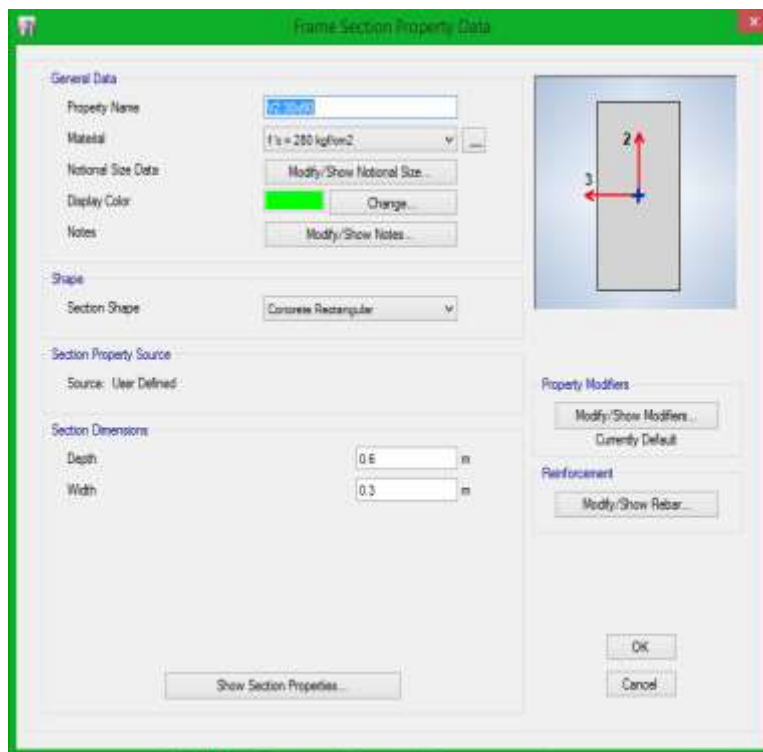 Frame Section Property Data
General Data
Property Name
Material
f'c = 280 kgf/cm2
...
Notional Size Data
Modify/Show Notional Size...
Display Color
Change...
Notes
Modify/Show Notes...
2
3
Shape
Section Shape
Concrete Rectangular
Section Property Source
Source: User Defined
Property Modifiers
Modify/Show Modifiers...
Currently Default
Section Dimensions
Depth
0.6
m
Width
0.3
m
Reinforcement
Modify/Show Rebar...
OK
Cancel
Show Section Properties...